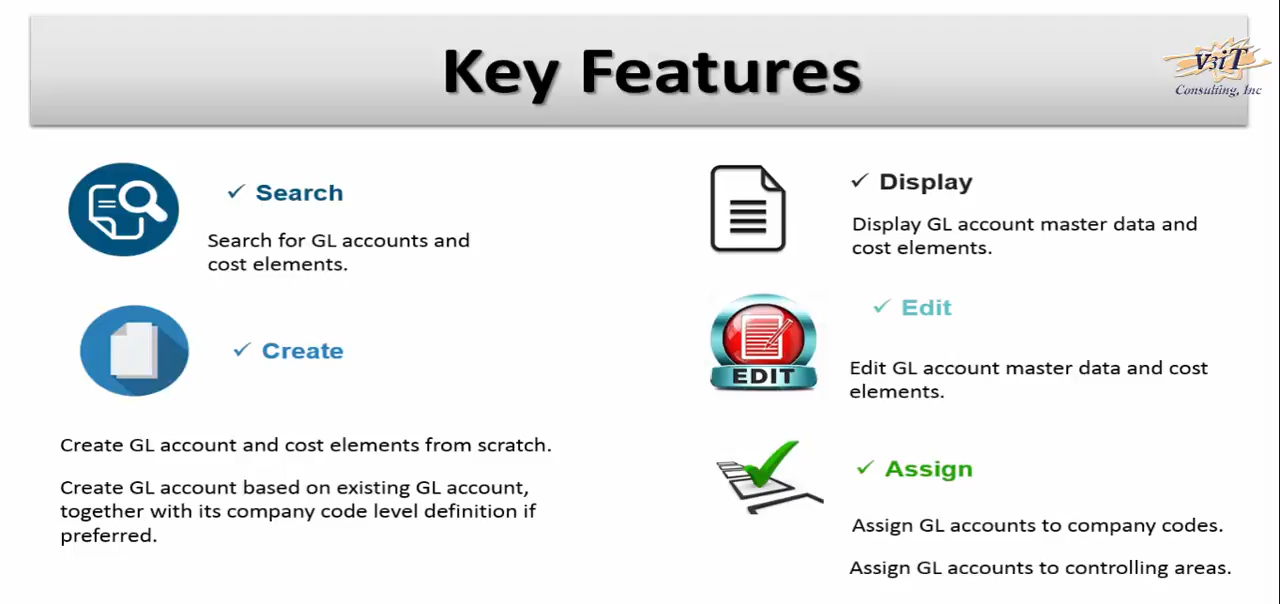 Key Features
V3iT
Consulting, Inc
✓ Search
Search for GL accounts and
cost elements.
✓ Create
Create GL account and cost elements from scratch.
Create GL account based on existing GL account,
together with its company code level definition if
preferred.
✓ Display
Display GL account master data and
cost elements.
EDIT
✓ Edit
Edit GL account master data and cost
elements.
✓ Assign
Assign GL accounts to company codes.
Assign GL accounts to controlling areas.